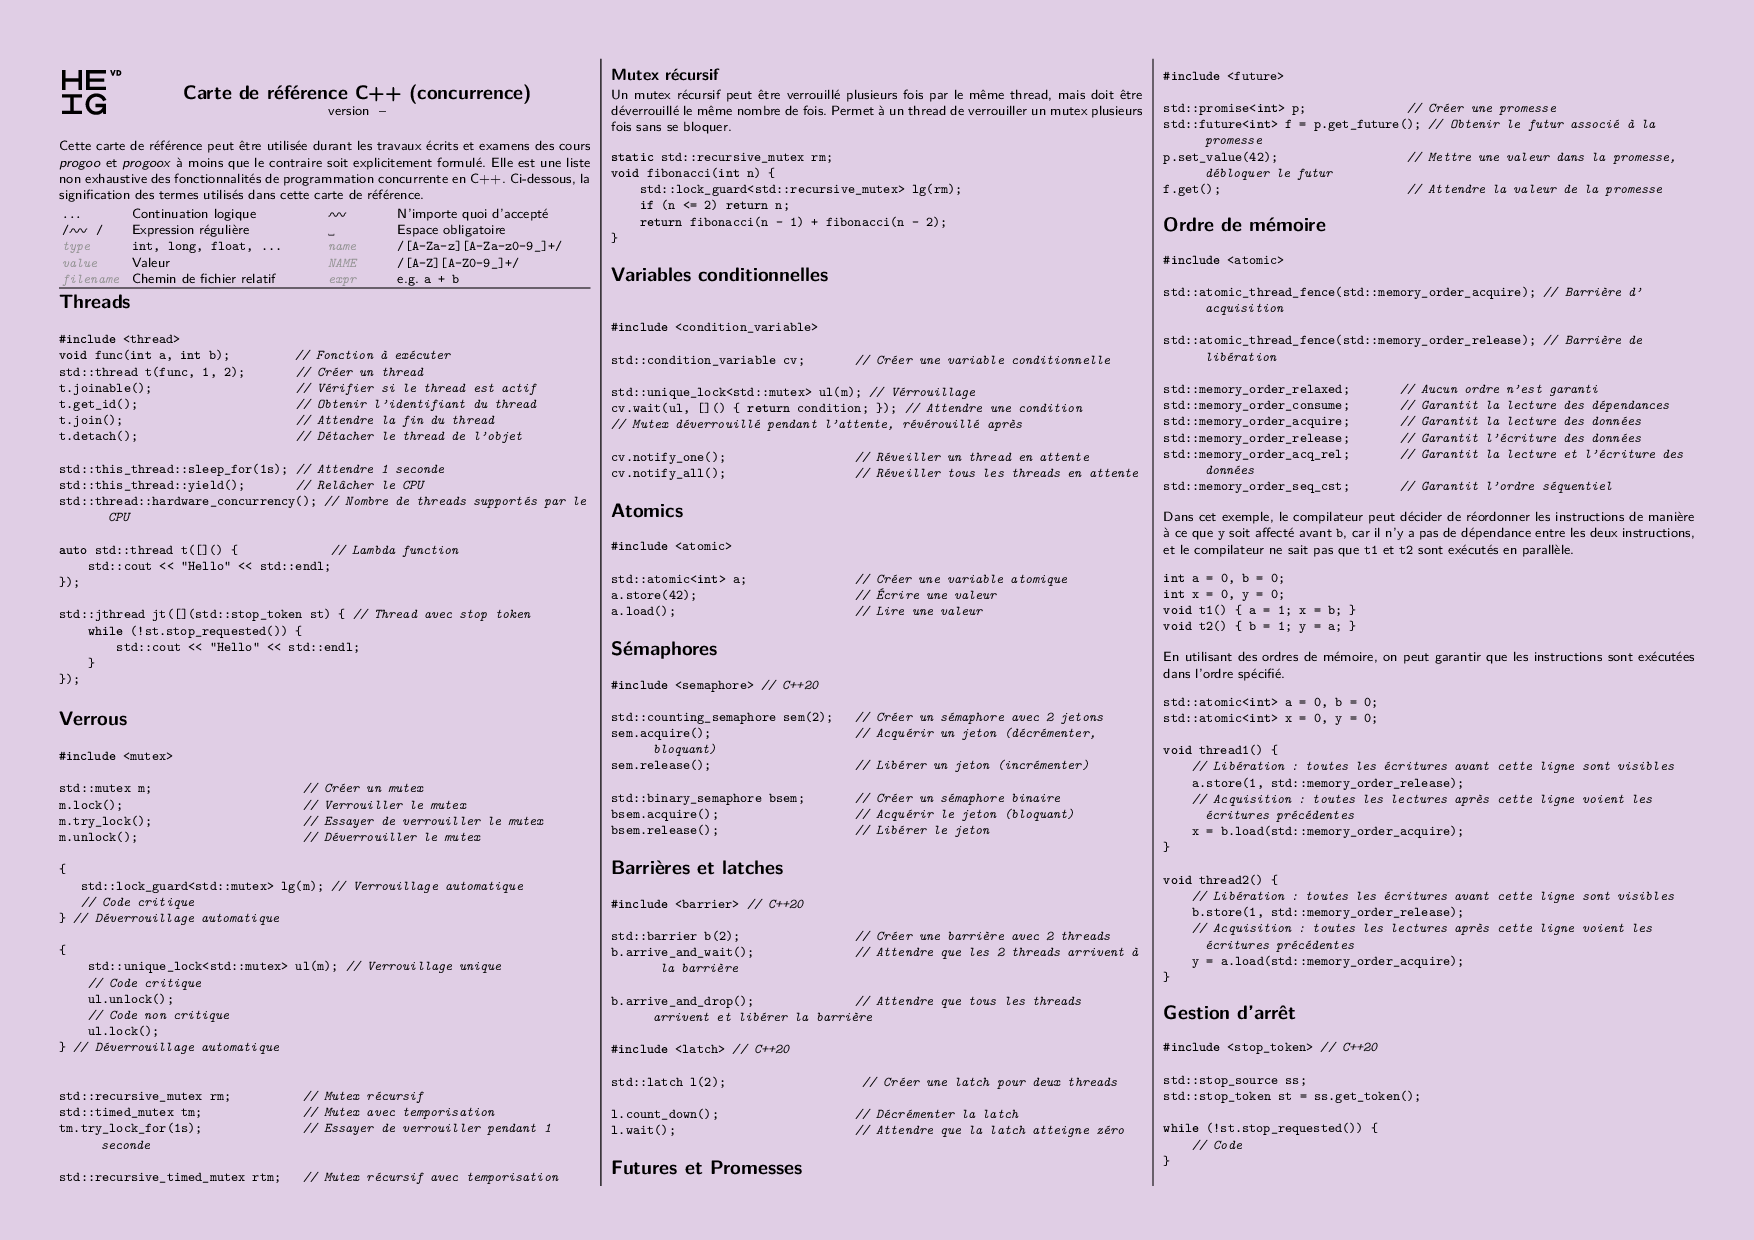 HE VD
IG
Carte de référence C++ (concurrence)
version –
Cette carte de référence peut être utilisée durant les travaux écrits et examens des cours
progoo et progoox à moins que le contraire soit explicitement formulé. Elle est une liste
non exhaustive des fonctionnalités de programmation concurrente en C++. Ci-dessous, la
signification des termes utilisés dans cette carte de référence.
... Continuation logique ∿∿ N'importe quoi d'accepté
/∿∿ / Expression régulière ␣ Espace obligatoire
type int, long, float, ... name /[A-Za-z][A-Za-z0-9_]+/
value Valeur NAME /[A-Z][A-Z0-9_]+/
filename Chemin de fichier relatif expr e.g. a + b
Threads
#include <thread>
void func(int a, int b); // Fonction à exécuter
std::thread t(func, 1, 2); // Créer un thread
t.joinable(); // Vérifier si le thread est actif
t.get_id(); // Obtenir l'identifiant du thread
t.join(); // Attendre la fin du thread
t.detach(); // Détacher le thread de l'objet
std::this_thread::sleep_for(1s); // Attendre 1 seconde
std::this_thread::yield(); // Relâcher le CPU
std::thread::hardware_concurrency(); // Nombre de threads supportés par le
CPU
auto std::thread t([]() { // Lambda function
std::cout << "Hello" << std::endl;
});
std::jthread jt([](std::stop_token st) { // Thread avec stop token
while (!st.stop_requested()) {
std::cout << "Hello" << std::endl;
}
});
Verrous
#include <mutex>
std::mutex m; // Créer un mutex
m.lock(); // Verrouiller le mutex
m.try_lock(); // Essayer de verrouiller le mutex
m.unlock(); // Déverrouiller le mutex
{
std::lock_guard<std::mutex> lg(m); // Verrouillage automatique
// Code critique
} // Déverrouillage automatique
{
std::unique_lock<std::mutex> ul(m); // Verrouillage unique
// Code critique
ul.unlock();
// Code non critique
ul.lock();
} // Déverrouillage automatique
std::recursive_mutex rm; // Mutex récursif
std::timed_mutex tm; // Mutex avec temporisation
tm.try_lock_for(1s); // Essayer de verrouiller pendant 1
seconde
std::recursive_timed_mutex rtm; // Mutex récursif avec temporisation
Mutex récursif
Un mutex récursif peut être verrouillé plusieurs fois par le même thread, mais doit être
déverrouillé le même nombre de fois. Permet à un thread de verrouiller un mutex plusieurs
fois sans se bloquer.
static std::recursive_mutex rm;
void fibonacci(int n) {
std::lock_guard<std::recursive_mutex> lg(rm);
if (n <= 2) return n;
return fibonacci(n - 1) + fibonacci(n - 2);
}
Variables conditionnelles
#include <condition_variable>
std::condition_variable cv; // Créer une variable conditionnelle
std::unique_lock<std::mutex> ul(m); // Vérrouillage
cv.wait(ul, []() { return condition; }); // Attendre une condition
// Mutex déverrouillé pendant l'attente, révérouillé après
cv.notify_one(); // Réveiller un thread en attente
cv.notify_all(); // Réveiller tous les threads en attente
Atomics
#include <atomic>
std::atomic<int> a; // Créer une variable atomique
a.store(42); // Écrire une valeur
a.load(); // Lire une valeur
Sémaphores
#include <semaphore> // C++20
std::counting_semaphore sem(2); // Créer un sémaphore avec 2 jetons
sem.acquire(); // Acquérir un jeton (décrémenter,
bloquant)
sem.release(); // Libérer un jeton (incrémenter)
std::binary_semaphore bsem; // Créer un sémaphore binaire
bsem.acquire(); // Acquérir le jeton (bloquant)
bsem.release(); // Libérer le jeton
Barrières et latches
#include <barrier> // C++20
std::barrier b(2); // Créer une barrière avec 2 threads
b.arrive_and_wait(); // Attendre que les 2 threads arrivent à
la barrière
b.arrive_and_drop(); // Attendre que tous les threads
arrivent et libérer la barrière
#include <latch> // C++20
std::latch l(2); // Créer une latch pour deux threads
l.count_down(); // Décrémenter la latch
l.wait(); // Attendre que la latch atteigne zéro
Futures et Promesses
#include <future>
std::promise<int> p; // Créer une promesse
std::future<int> f = p.get_future(); // Obtenir le futur associé à la
promesse
p.set_value(42); // Mettre une valeur dans la promesse,
débloquer le futur
f.get(); // Attendre la valeur de la promesse
Ordre de mémoire
#include <atomic>
std::atomic_thread_fence(std::memory_order_acquire); // Barrière d'
acquisition
std::atomic_thread_fence(std::memory_order_release); // Barrière de
libération
std::memory_order_relaxed; // Aucun ordre n'est garanti
std::memory_order_consume; // Garantit la lecture des dépendances
std::memory_order_acquire; // Garantit la lecture des données
std::memory_order_release; // Garantit l'écriture des données
std::memory_order_acq_rel; // Garantit la lecture et l'écriture des
données
std::memory_order_seq_cst; // Garantit l'ordre séquentiel
Dans cet exemple, le compilateur peut décider de réordonner les instructions de manière
à ce que y soit affecté avant b, car il n'y a pas de dépendance entre les deux instructions,
et le compilateur ne sait pas que t1 et t2 sont exécutés en parallèle.
int a = 0, b = 0;
int x = 0, y = 0;
void t1() { a = 1; x = b; }
void t2() { b = 1; y = a; }
En utilisant des ordres de mémoire, on peut garantir que les instructions sont exécutées
dans l'ordre spécifié.
std::atomic<int> a = 0, b = 0;
std::atomic<int> x = 0, y = 0;
void thread1() {
// Libération : toutes les écritures avant cette ligne sont visibles
a.store(1, std::memory_order_release);
// Acquisition : toutes les lectures après cette ligne voient les
écritures précédentes
x = b.load(std::memory_order_acquire);
}
void thread2() {
// Libération : toutes les écritures avant cette ligne sont visibles
b.store(1, std::memory_order_release);
// Acquisition : toutes les lectures après cette ligne voient les
écritures précédentes
y = a.load(std::memory_order_acquire);
}
Gestion d'arrêt
#include <stop_token> // C++20
std::stop_source ss;
std::stop_token st = ss.get_token();
while (!st.stop_requested()) {
// Code
}